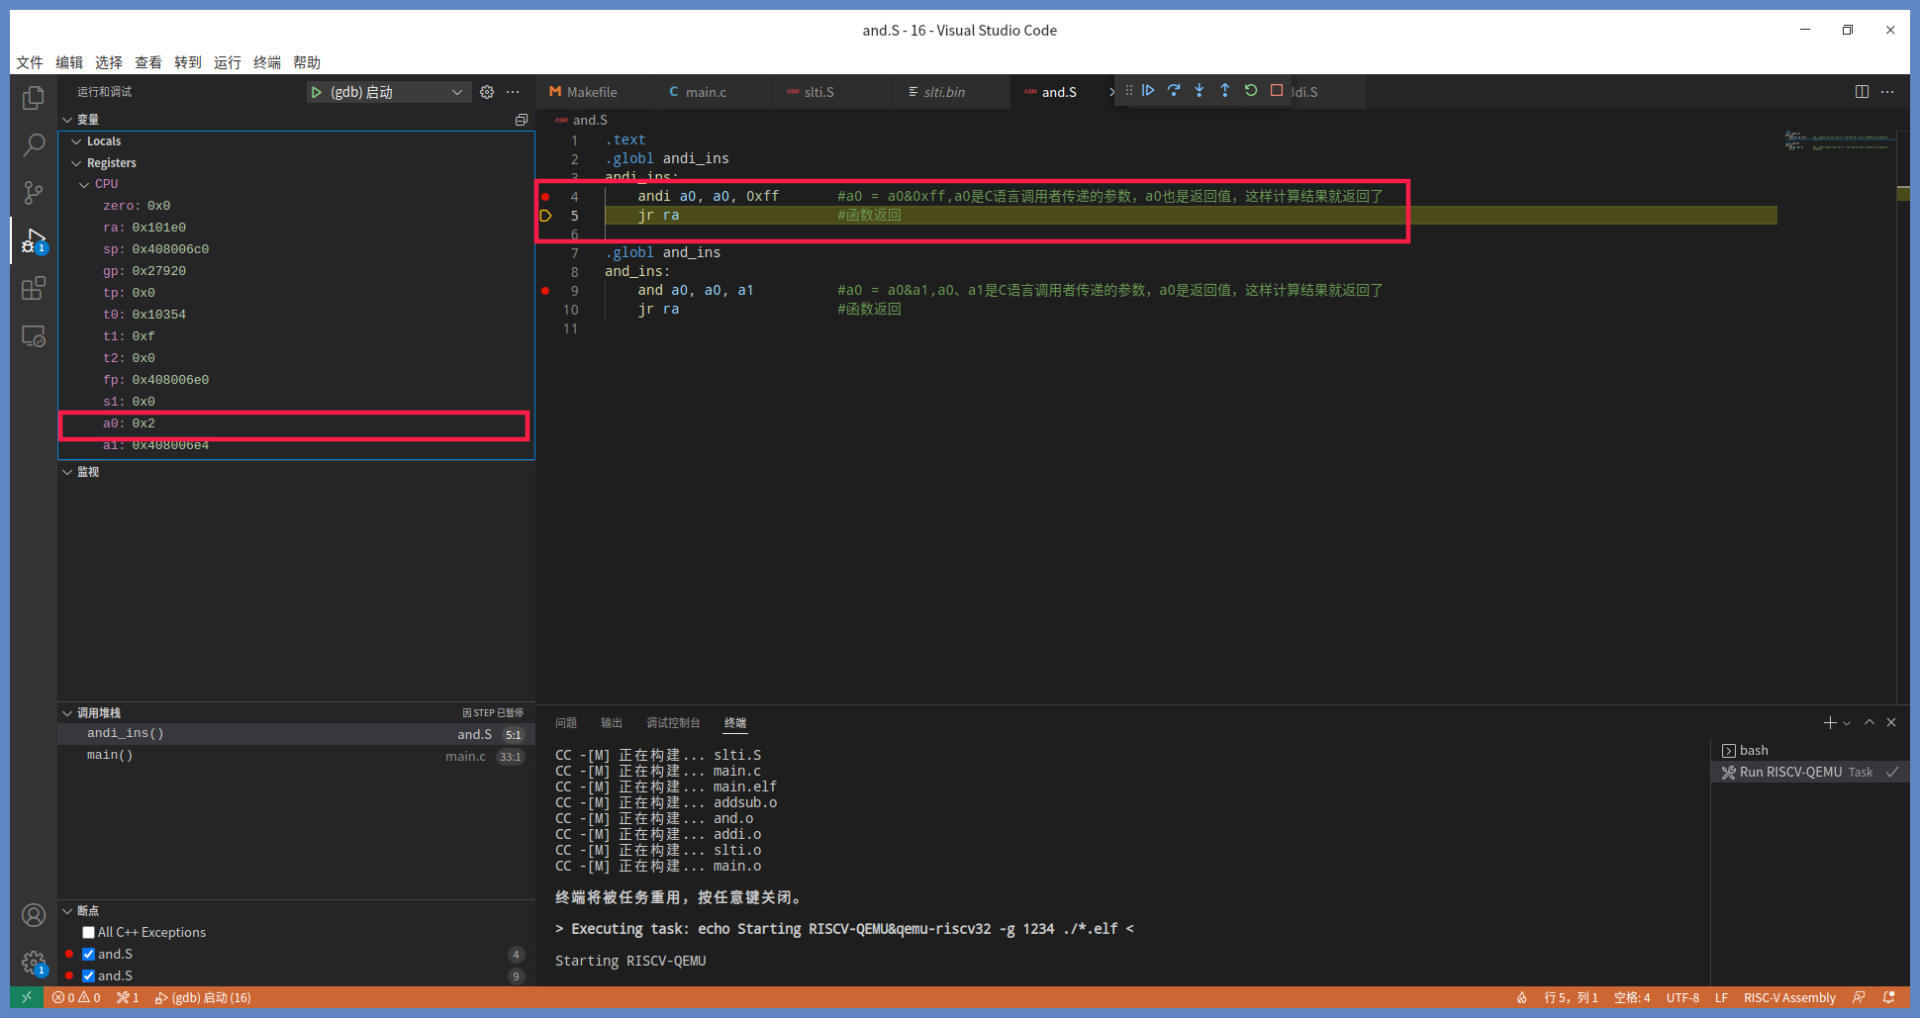 and.S - 16 - Visual Studio Code
文件 编辑 选择 查看 转到 运行 终端 帮助
运行和调试 (gdb) 启动
变量
Locals
Registers
CPU
zero: 0x0
ra: 0x101e0
sp: 0x408006c0
gp: 0x27920
tp: 0x0
t0: 0x10354
t1: 0xf
t2: 0x0
fp: 0x408006e0
s1: 0x0
a0: 0x2
a1: 0x408006e4
监视
调用堆栈 因 STEP 已暂停
andi_ins() and.S 5:1
main() main.c 33:1
断点
All C++ Exceptions
and.S 4
and.S 9
Makefile main.c slti.S slti.bin and.S ddi.S
and.S
1 .text
2 .globl andi_ins
3 andi_ins:
4 andi a0, a0, 0xff #a0 = a0&0xff,a0是C语言调用者传递的参数，a0也是返回值，这样计算结果就返回了
5 jr ra #函数返回
6
7 .globl and_ins
8 and_ins:
9 and a0, a0, a1 #a0 = a0&a1,a0、a1是C语言调用者传递的参数，a0是返回值，这样计算结果就返回了
10 jr ra #函数返回
11
问题 输出 调试控制台 终端
CC -[M] 正在构建... slti.S
CC -[M] 正在构建... main.c
CC -[M] 正在构建... main.elf
CC -[M] 正在构建... addsub.o
CC -[M] 正在构建... and.o
CC -[M] 正在构建... addi.o
CC -[M] 正在构建... slti.o
CC -[M] 正在构建... main.o
终端将被任务重用，按任意键关闭。
> Executing task: echo Starting RISCV-QEMU&qemu-riscv32 -g 1234 ./*.elf <
Starting RISCV-QEMU
bash
Run RISCV-QEMU Task
0 0 1 (gdb) 启动 (16)
行 5，列 1 空格: 4 UTF-8 LF RISC-V Assembly